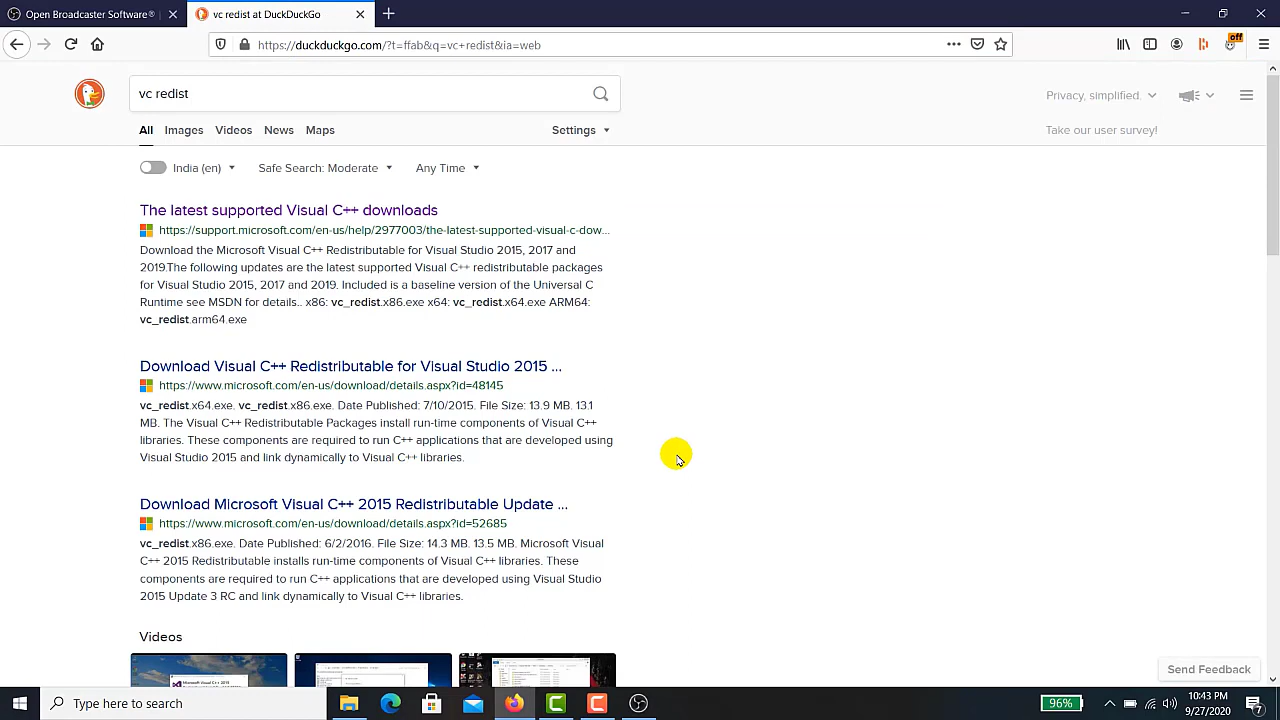 Open Broadcaster Software®
vc redist at DuckDuckGo
https://duckduckgo.com/?t=ffab&q=vc+redist&ia=web
off
vc redist
Privacy, simplified.
All Images Videos News Maps Settings
Take our user survey!
India (en) Safe Search: Moderate Any Time
The latest supported Visual C++ downloads
https://support.microsoft.com/en-us/help/2977003/the-latest-supported-visual-c-dow...
Download the Microsoft Visual C++ Redistributable for Visual Studio 2015, 2017 and
2019.The following updates are the latest supported Visual C++ redistributable packages
for Visual Studio 2015, 2017 and 2019. Included is a baseline version of the Universal C
Runtime see MSDN for details.. x86: vc_redist.x86.exe x64: vc_redist.x64.exe ARM64:
vc_redist.arm64.exe
Download Visual C++ Redistributable for Visual Studio 2015 ...
https://www.microsoft.com/en-us/download/details.aspx?id=48145
vc_redist.x64.exe. vc_redist.x86.exe. Date Published: 7/10/2015. File Size: 13.9 MB. 13.1
MB. The Visual C++ Redistributable Packages install run-time components of Visual C++
libraries. These components are required to run C++ applications that are developed using
Visual Studio 2015 and link dynamically to Visual C++ libraries.
Download Microsoft Visual C++ 2015 Redistributable Update ...
https://www.microsoft.com/en-us/download/details.aspx?id=52685
vc_redist.x86.exe. Date Published: 6/2/2016. File Size: 14.3 MB. 13.5 MB. Microsoft Visual
C++ 2015 Redistributable installs run-time components of Visual C++ libraries. These
components are required to run C++ applications that are developed using Visual Studio
2015 Update 3 RC and link dynamically to Visual C++ libraries.
Videos
Send Feedback
Type here to search
96%
10:43 PM
9/27/2020